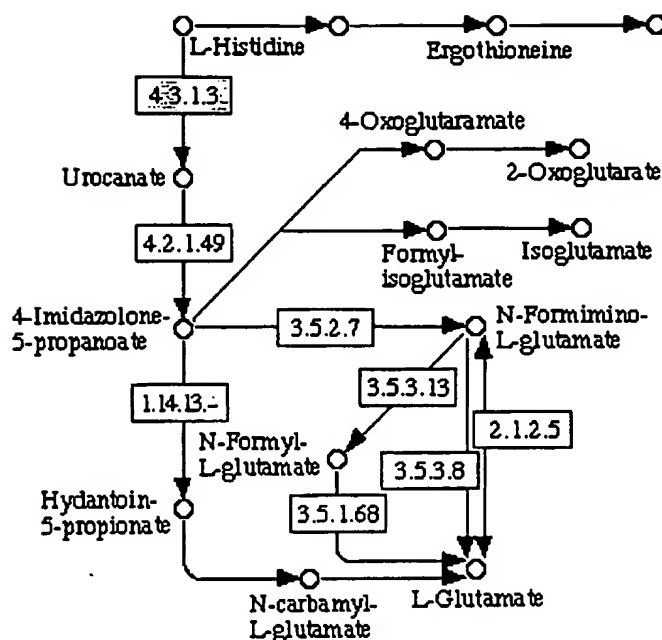 L-Histidine
Ergothioneine
4.3.1.3
4-Oxoglutaramate
Urocanate
2-Oxoglutarate
4.2.1.49
Formyl-
isoglutamate
Isoglutamate
4-Imidazolone-
5-propanoate
3.5.2.7
N-Formimino-
L-glutamate
1.14.13.-
3.5.3.13
2.1.2.5
N-Formyl-
L-glutamate
3.5.3.8
Hydantoin-
5-propionate
3.5.1.68
N-carbamyl-
L-glutamate
L-Glutamate